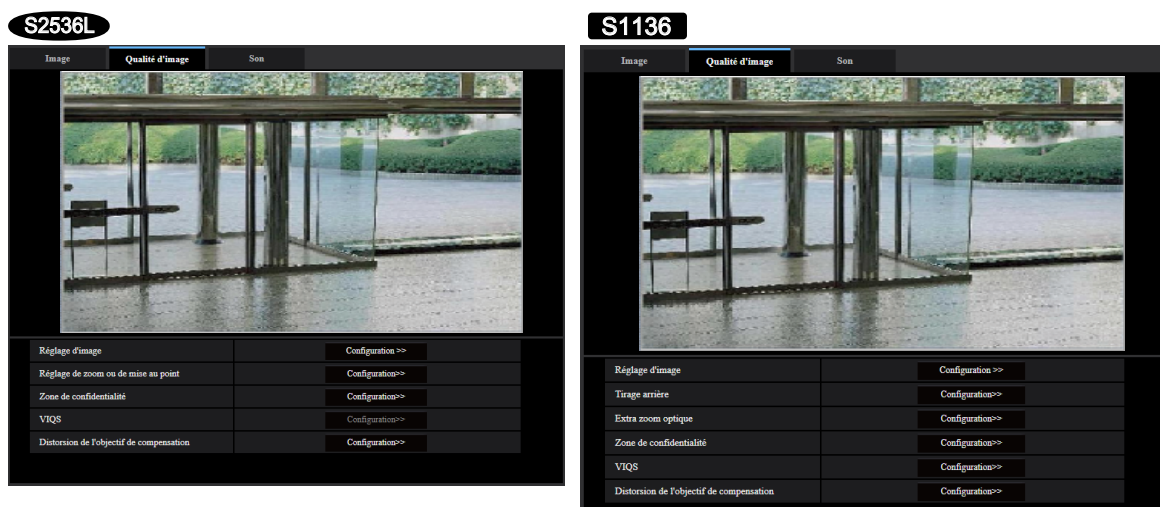 S2536L
Image Qualité d'image Son
Réglage d'image Configuration >>
Réglage de zoom ou de mise au point Configuration>>
Zone de confidentialité Configuration>>
VIQS Configuration>>
Distorsion de l'objectif de compensation Configuration>>
S1136
Image Qualité d'image Son
Réglage d'image Configuration >>
Tirage arrière Configuration>>
Extra zoom optique Configuration>>
Zone de confidentialité Configuration>>
VIQS Configuration>>
Distorsion de l'objectif de compensation Configuration>>